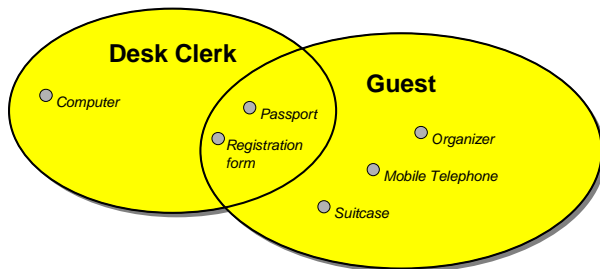 Desk Clerk
Guest
Computer
Passport
Registration
form
Organizer
Mobile Telephone
Suitcase